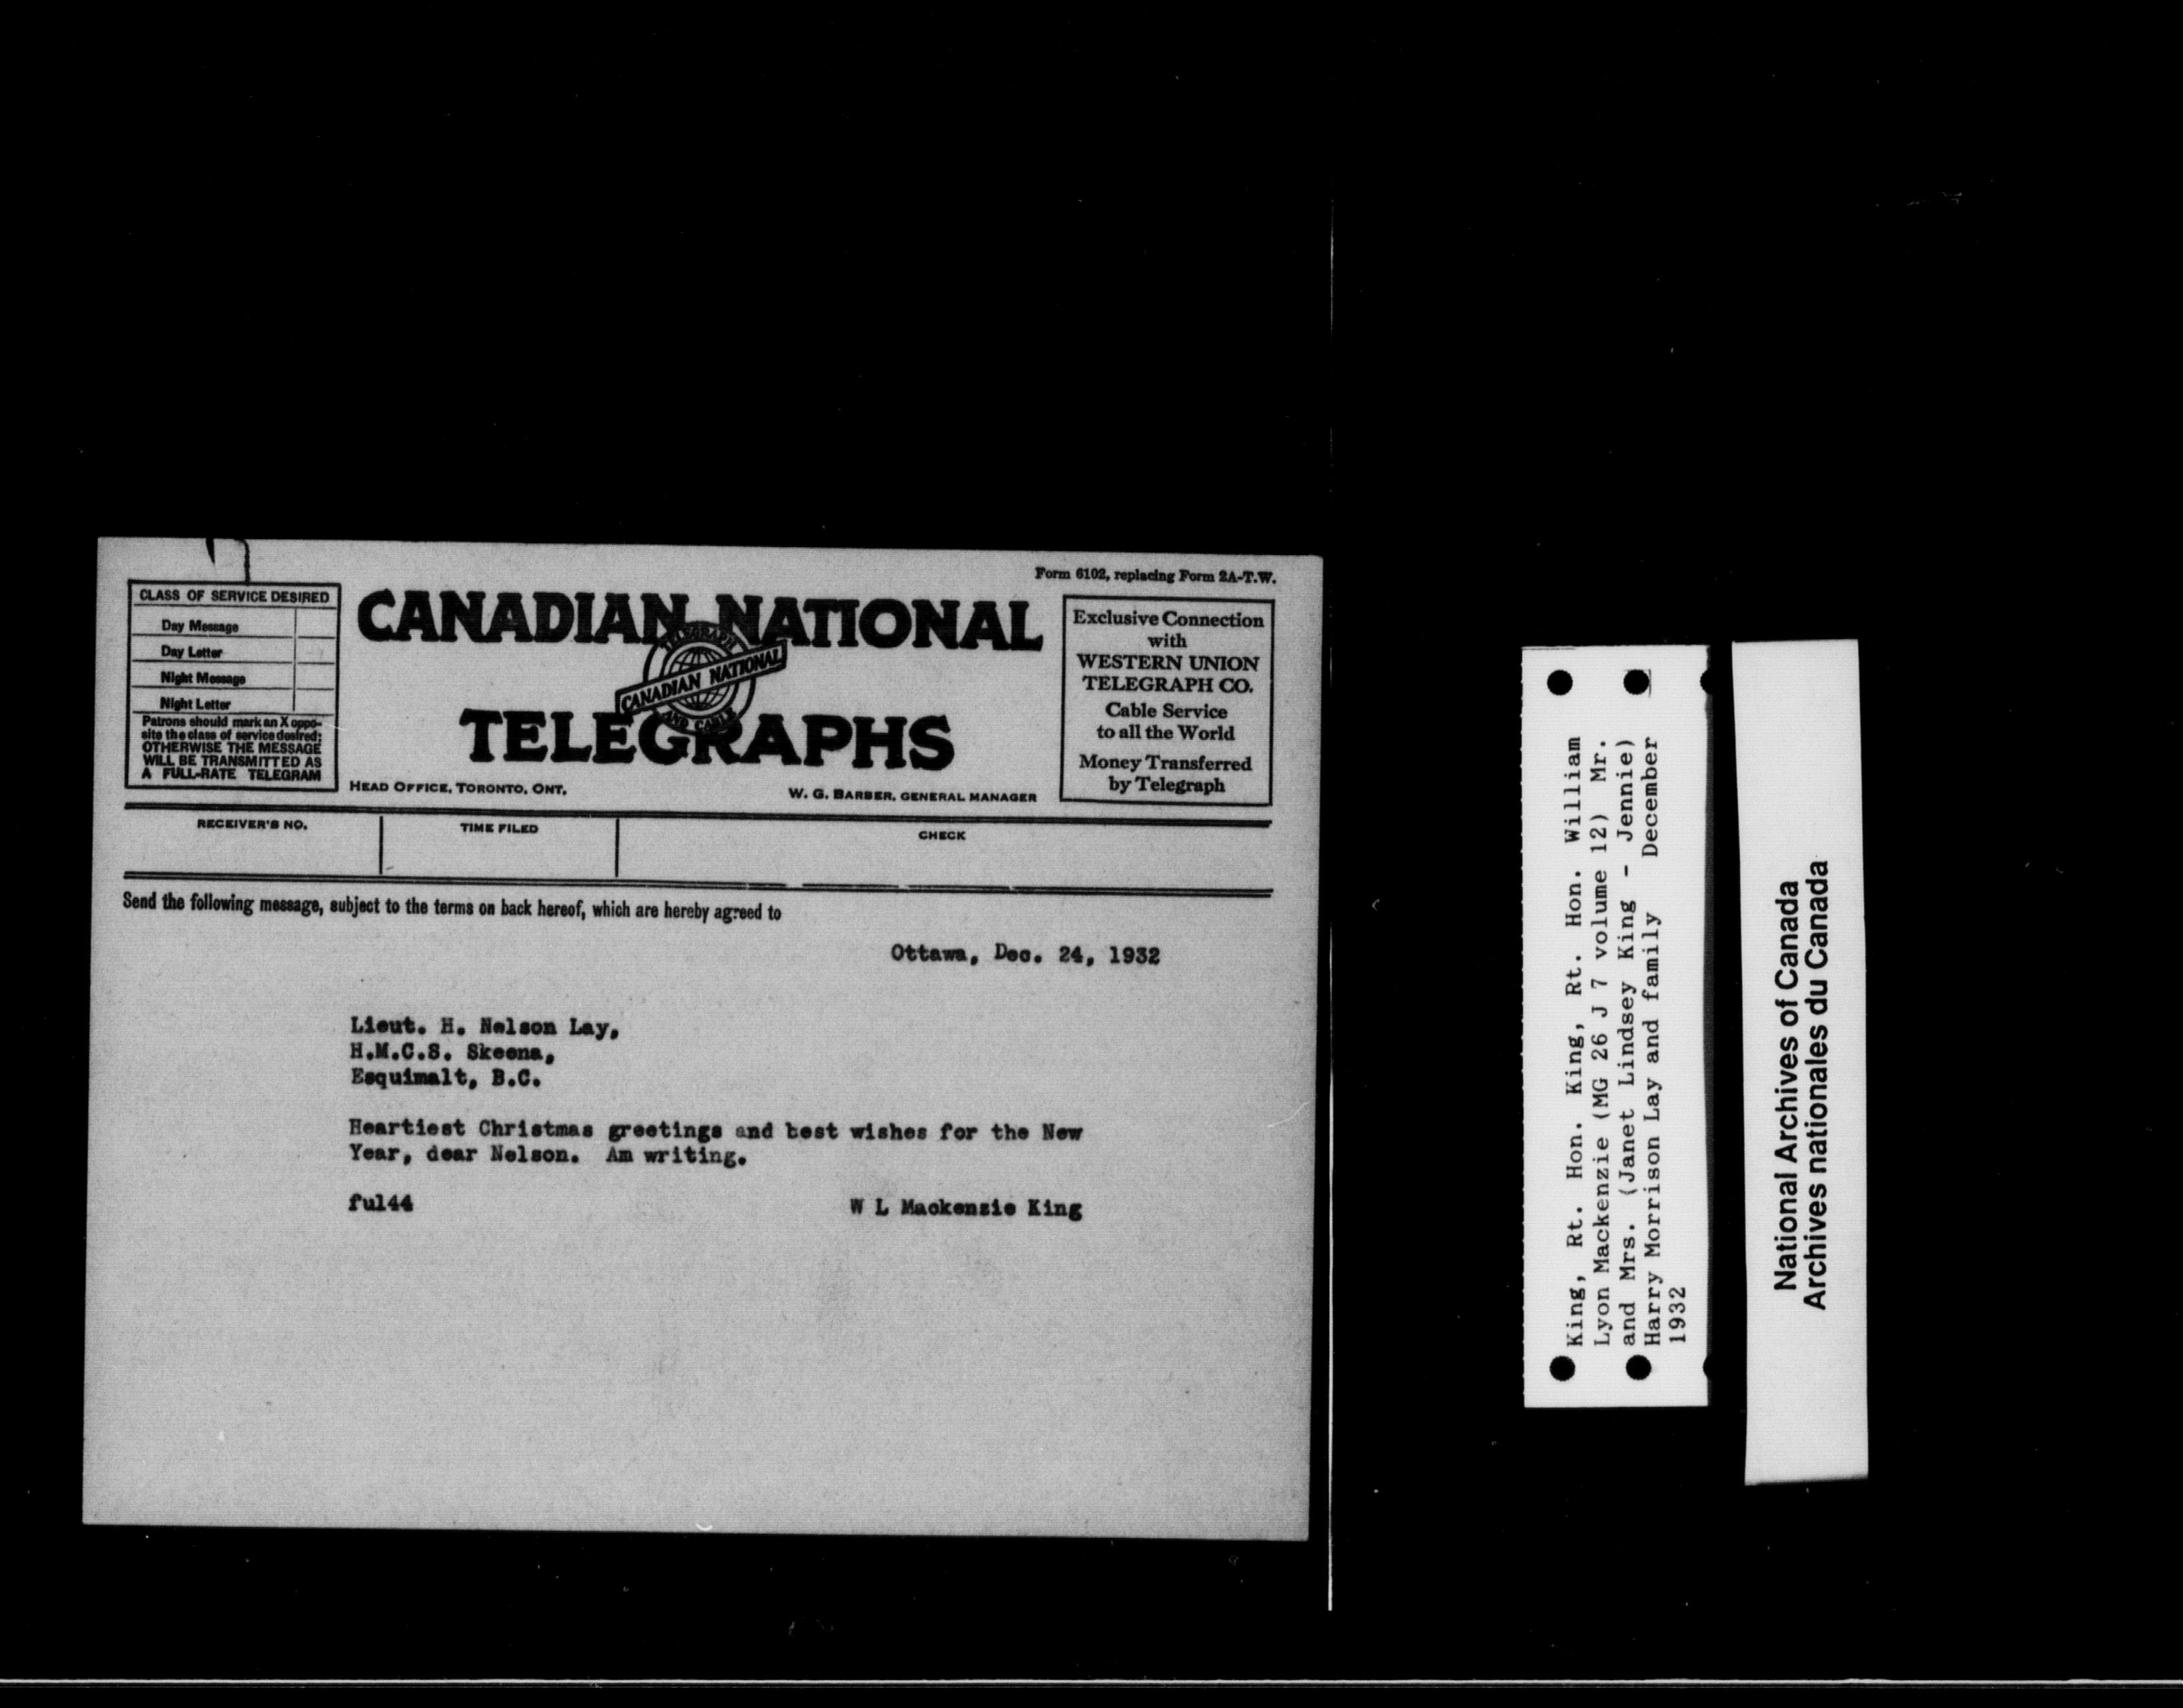 Form 6102, replacing Form 2A-T.W.
CLASS OF SERVICE DESIRED
Day Message
Day Letter
Night Message
Night Letter
Patrons should mark an X oppo-
site the class of service desired:
OTHERWISE THE MESSAGE
WILL BE TRANSMITTED AS
A FULL-RATE TELEGRAM
CANADIAN NATIONAL
TELEGRAPH
CANADIAN NATIONAL
AND CABLE
TELEGRAPHS
HEAD OFFICE, TORONTO, ONT.
W. G. BARBER, GENERAL MANAGER
Exclusive Connection
with
WESTERN UNION
TELEGRAPH CO.
Cable Service
to all the World
Money Transferred
by Telegraph
RECEIVER'S NO.
TIME FILED
CHECK
Send the following message, subject to the terms on back hereof, which are hereby agreed to
Ottawa, Dec. 24, 1932
Lieut. H. Nelson Lay,
H.M.C.S. Skeena,
Esquimalt, B.C.
Heartiest Christmas greetings and best wishes for the New
Year, dear Nelson. Am writing.
ful44
W L Mackenzie King
King, Rt. Hon. King, Rt. Hon. William
Lyon Mackenzie (MG 26 J 7 volume 12) Mr.
and Mrs. (Janet Lindsey King - Jennie)
Harry Morrison Lay and family December
1932
National Archives of Canada
Archives nationales du Canada